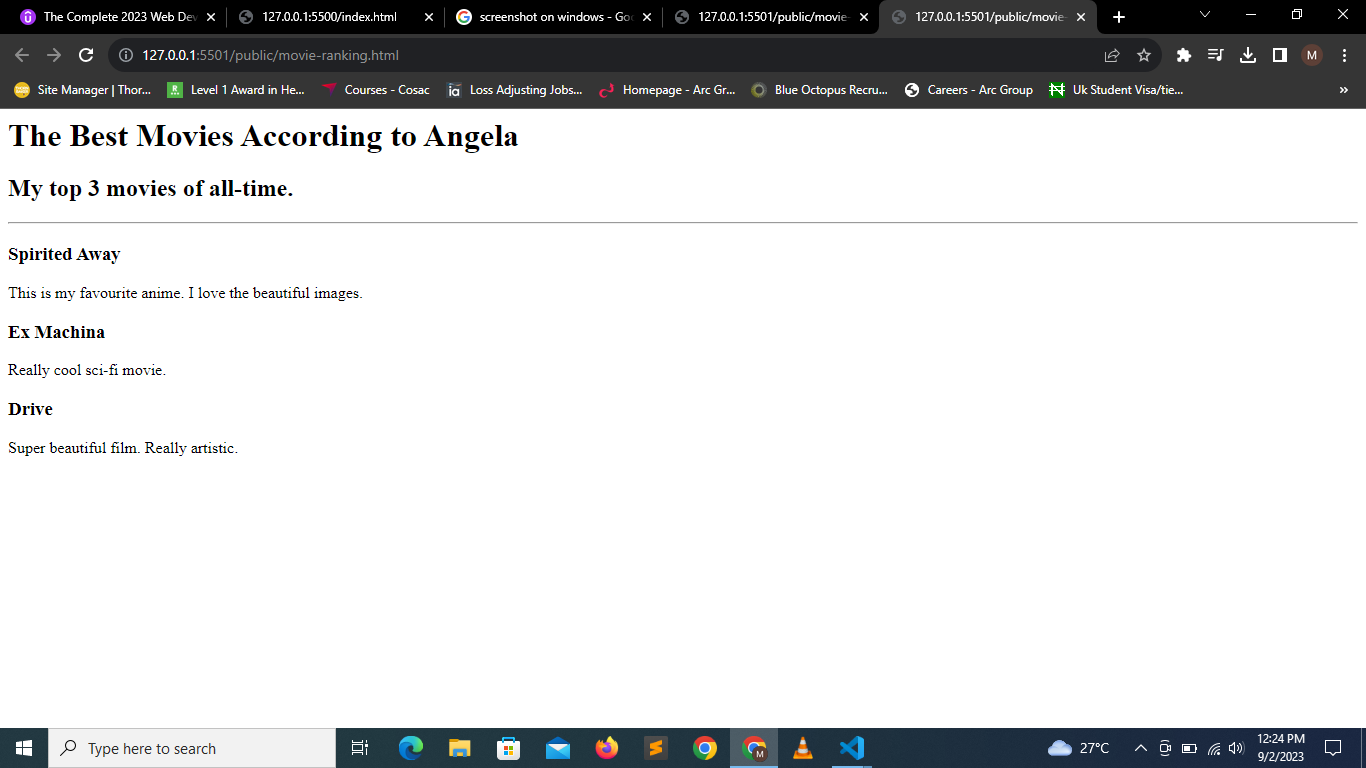 The Complete 2023 Web Dev
127.0.0.1:5500/index.html
screenshot on windows - Goo
127.0.0.1:5501/public/movie-
127.0.0.1:5501/public/movie-
127.0.0.1:5501/public/movie-ranking.html
M
Site Manager | Thor...
Level 1 Award in He...
Courses - Cosac
Loss Adjusting Jobs...
Homepage - Arc Gr...
Blue Octopus Recru...
Careers - Arc Group
Uk Student Visa/tie...
The Best Movies According to Angela
My top 3 movies of all-time.
Spirited Away
This is my favourite anime. I love the beautiful images.
Ex Machina
Really cool sci-fi movie.
Drive
Super beautiful film. Really artistic.
Type here to search
M
27°C
12:24 PM
9/2/2023